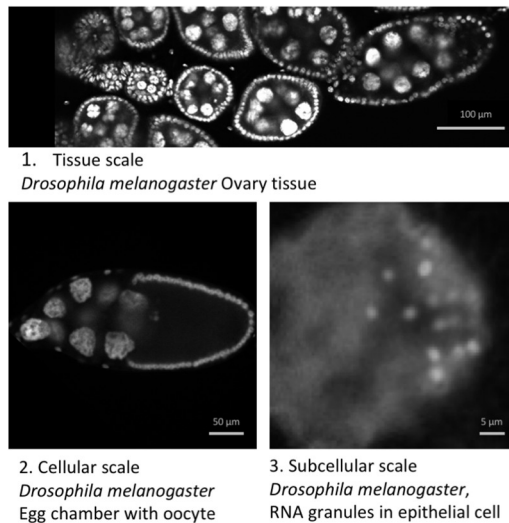 100 µm
1. Tissue scale
Drosophila melanogaster Ovary tissue
50 µm
5 µm
2. Cellular scale
Drosophila melanogaster
Egg chamber with oocyte
3. Subcellular scale
Drosophila melanogaster,
RNA granules in epithelial cell